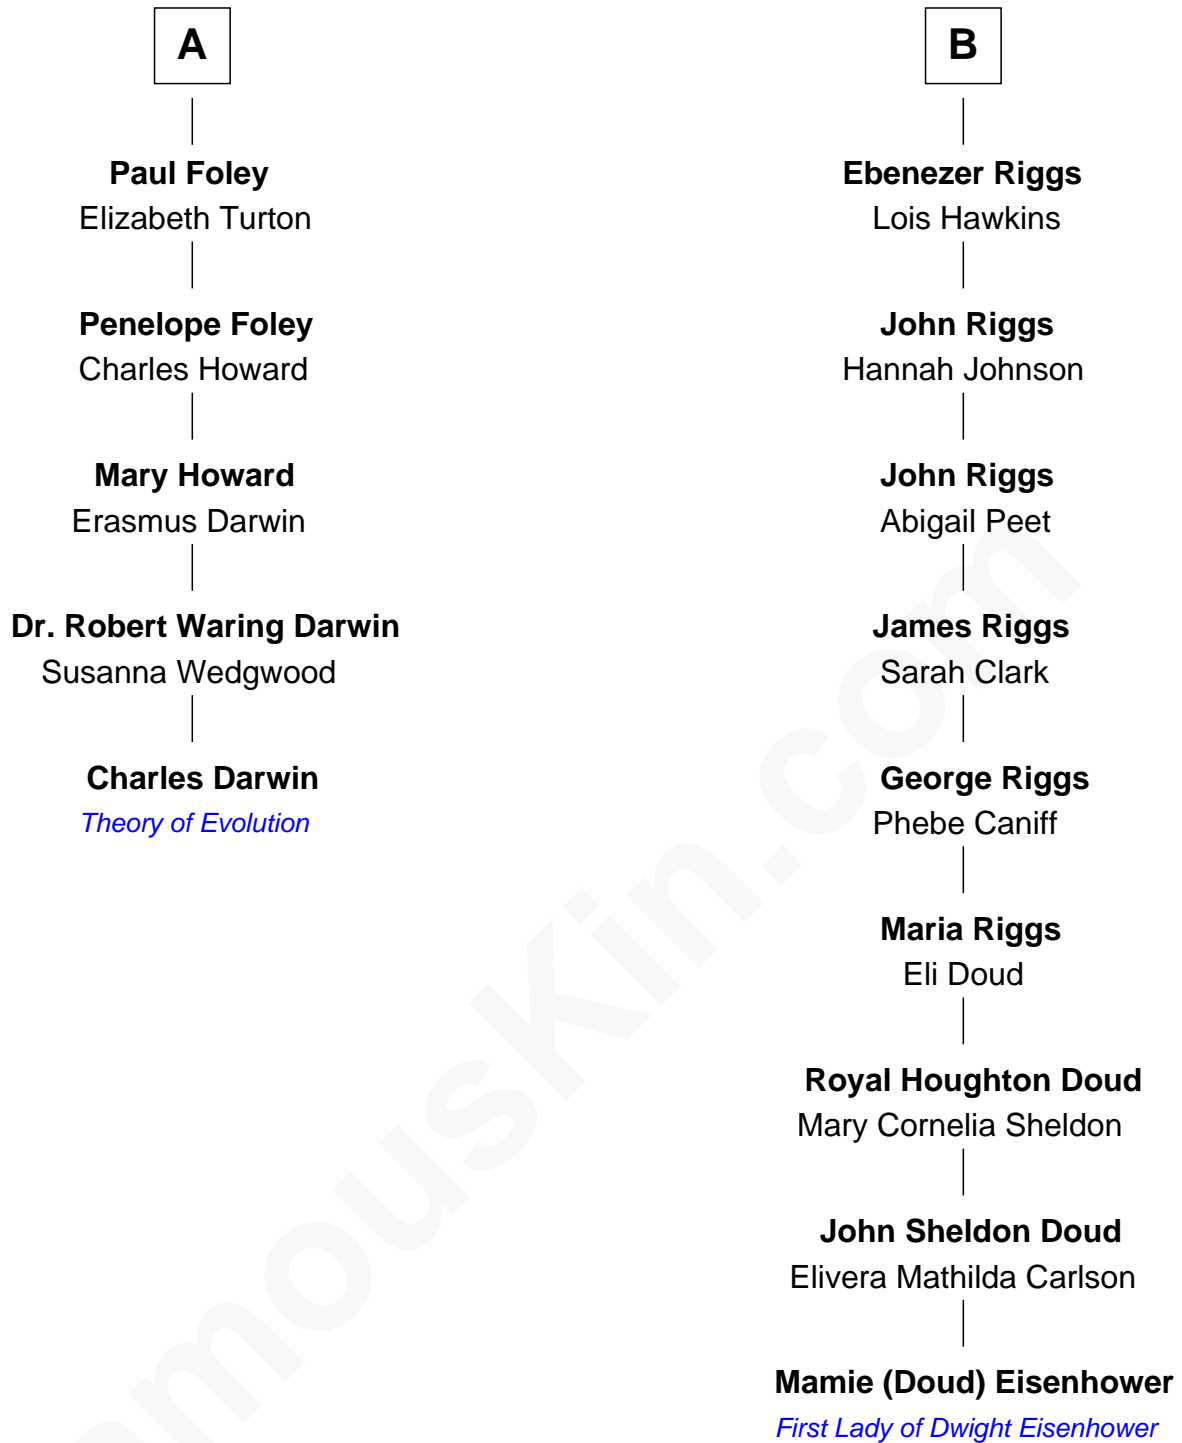 A
Paul Foley
Elizabeth Turton
Penelope Foley
Charles Howard
Mary Howard
Erasmus Darwin
Dr. Robert Waring Darwin
Susanna Wedgwood
Charles Darwin
Theory of Evolution
B
Ebenezer Riggs
Lois Hawkins
John Riggs
Hannah Johnson
John Riggs
Abigail Peet
James Riggs
Sarah Clark
George Riggs
Phebe Caniff
Maria Riggs
Eli Doud
Royal Houghton Doud
Mary Cornelia Sheldon
John Sheldon Doud
Elivera Mathilda Carlson
Mamie (Doud) Eisenhower
First Lady of Dwight Eisenhower
amouskin.com